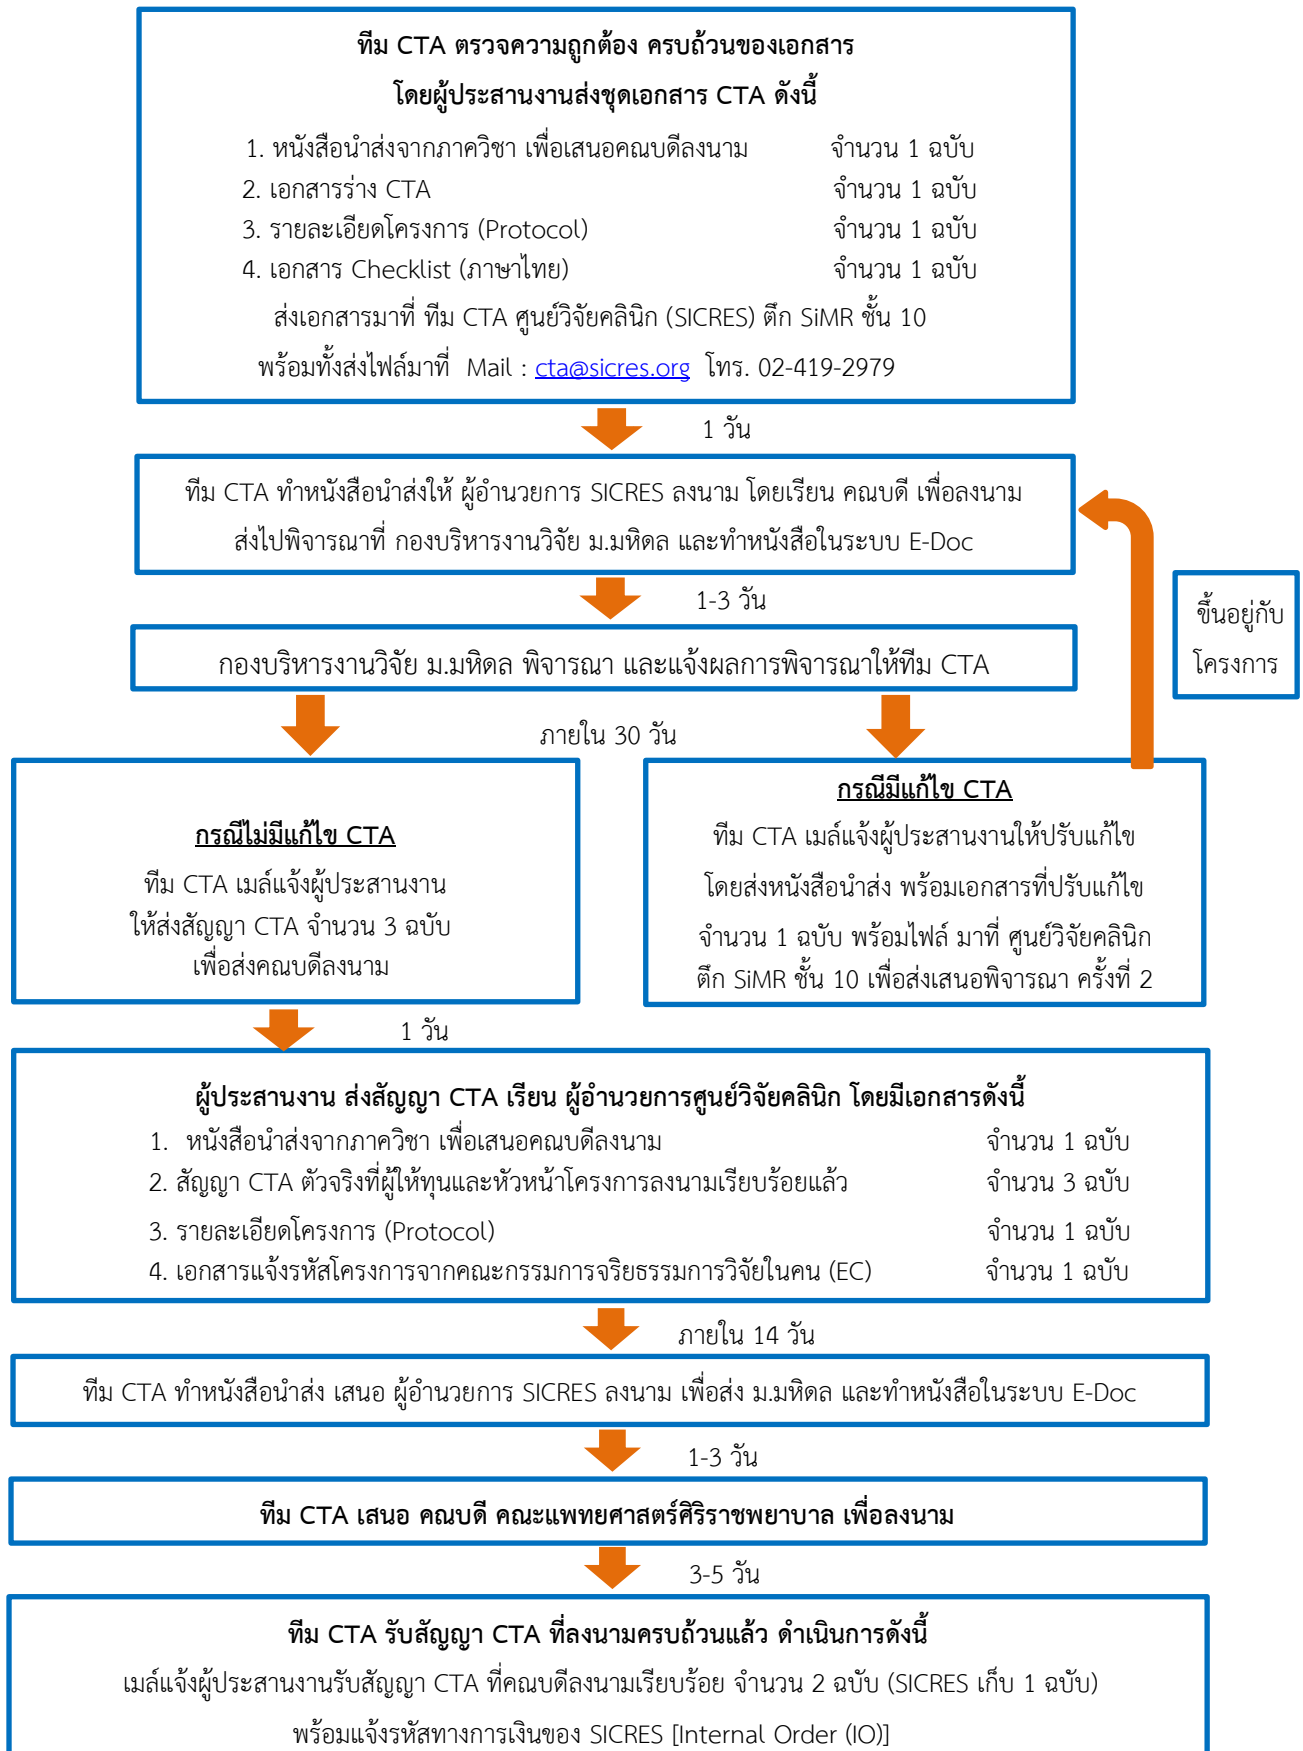 ทีม CTA ตรวจความถูกต้อง ครบถ้วนของเอกสาร
โดยผู้ประสานงานส่งชุดเอกสาร CTA ดังนี้
1. หนังสือนำส่งจากภาควิชา เพื่อเสนอคณบดีลงนาม จำนวน 1 ฉบับ
2. เอกสารร่าง CTA จำนวน 1 ฉบับ
3. รายละเอียดโครงการ (Protocol) จำนวน 1 ฉบับ
4. เอกสาร Checklist (ภาษาไทย) จำนวน 1 ฉบับ
ส่งเอกสารมาที่ ทีม CTA ศูนย์วิจัยคลินิก (SICRES) ตึก SiMR ชั้น 10
พร้อมทั้งส่งไฟล์มาที่ Mail : cta@sicres.org โทร. 02-419-2979
1 วัน
ทีม CTA ทำหนังสือนำส่งให้ ผู้อำนวยการ SICRES ลงนาม โดยเรียน คณบดี เพื่อลงนาม
ส่งไปพิจารณาที่ กองบริหารงานวิจัย ม.มหิดล และทำหนังสือในระบบ E-Doc
1-3 วัน
ขึ้นอยู่กับ
โครงการ
กองบริหารงานวิจัย ม.มหิดล พิจารณา และแจ้งผลการพิจารณาให้ทีม CTA
ภายใน 30 วัน
กรณีไม่มีแก้ไข CTA
ทีม CTA เมล์แจ้งผู้ประสานงาน
ให้ส่งสัญญา CTA จำนวน 3 ฉบับ
เพื่อส่งคณบดีลงนาม
กรณีมีแก้ไข CTA
ทีม CTA เมล์แจ้งผู้ประสานงานให้ปรับแก้ไข
โดยส่งหนังสือนำส่ง พร้อมเอกสารที่ปรับแก้ไข
จำนวน 1 ฉบับ พร้อมไฟล์ มาที่ ศูนย์วิจัยคลินิก
ตึก SiMR ชั้น 10 เพื่อส่งเสนอพิจารณา ครั้งที่ 2
1 วัน
ผู้ประสานงาน ส่งสัญญา CTA เรียน ผู้อำนวยการศูนย์วิจัยคลินิก โดยมีเอกสารดังนี้
1. หนังสือนำส่งจากภาควิชา เพื่อเสนอคณบดีลงนาม จำนวน 1 ฉบับ
2. สัญญา CTA ตัวจริงที่ผู้ให้ทุนและหัวหน้าโครงการลงนามเรียบร้อยแล้ว จำนวน 3 ฉบับ
3. รายละเอียดโครงการ (Protocol) จำนวน 1 ฉบับ
4. เอกสารแจ้งรหัสโครงการจากคณะกรรมการจริยธรรมการวิจัยในคน (EC) จำนวน 1 ฉบับ
ภายใน 14 วัน
ทีม CTA ทำหนังสือนำส่ง เสนอ ผู้อำนวยการ SICRES ลงนาม เพื่อส่ง ม.มหิดล และทำหนังสือในระบบ E-Doc
1-3 วัน
ทีม CTA เสนอ คณบดี คณะแพทยศาสตร์ศิริราชพยาบาล เพื่อลงนาม
3-5 วัน
ทีม CTA รับสัญญา CTA ที่ลงนามครบถ้วนแล้ว ดำเนินการดังนี้
เมล์แจ้งผู้ประสานงานรับสัญญา CTA ที่คณบดีลงนามเรียบร้อย จำนวน 2 ฉบับ (SICRES เก็บ 1 ฉบับ)
พร้อมแจ้งรหัสทางการเงินของ SICRES [Internal Order (IO)]